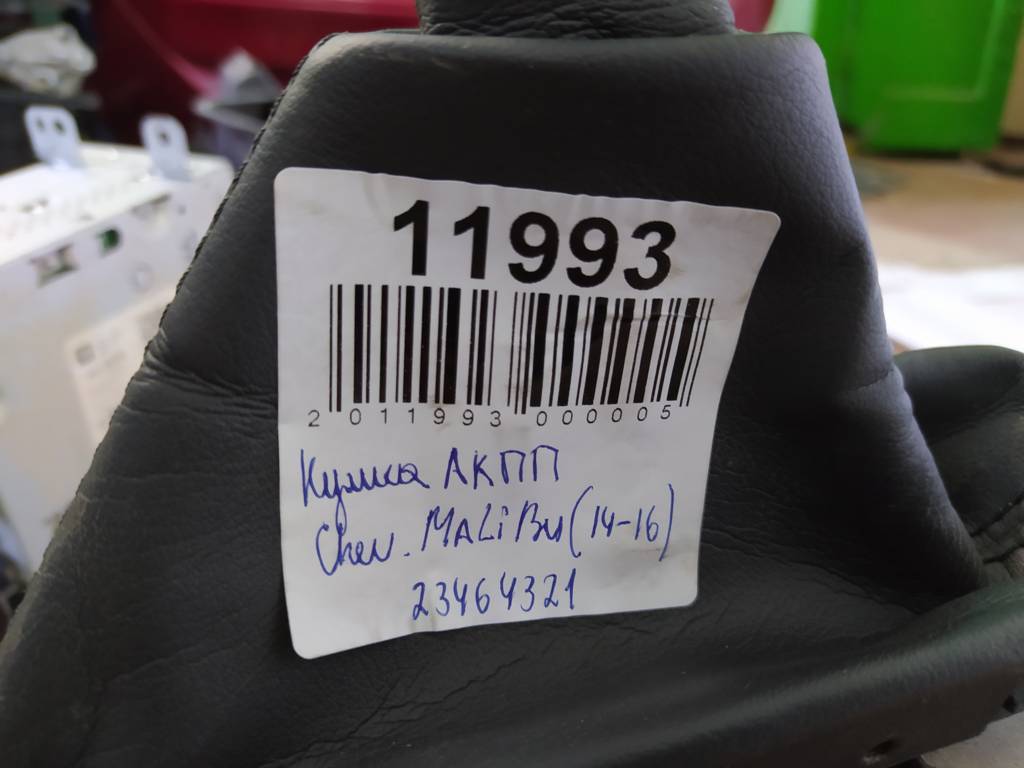 11993
2 011993 000005
Кулиса АКПП
Chev. MALiBu (14-16)
23464321